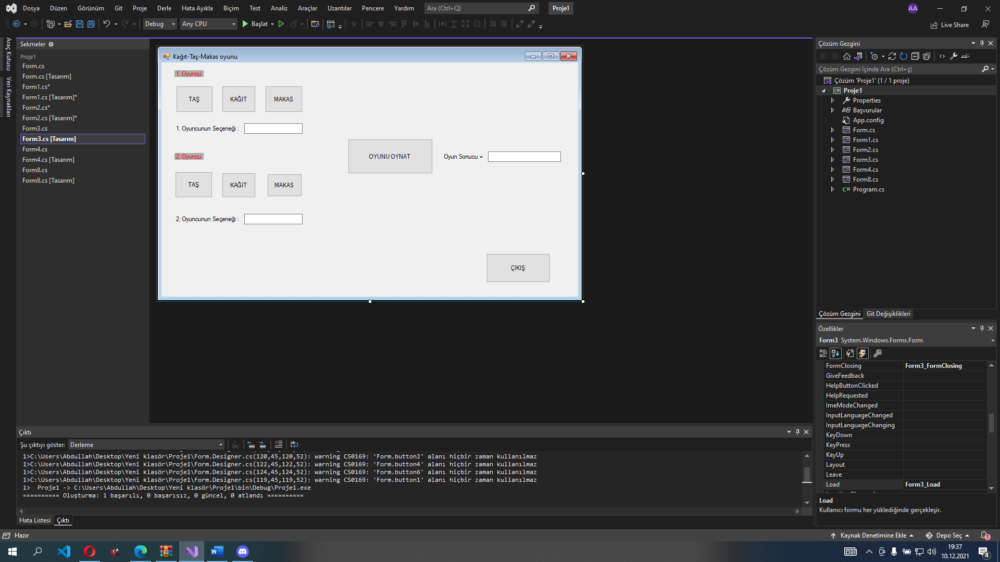 Dosya Düzen Görünüm Git Proje Derle Hata Ayıkla Biçim Test Analiz Araçlar Uzantılar Pencere Yardım Ara (Ctrl+Q) Proje1 AA
Debug Any CPU Başlat Live Share
Araç Kutusu
Veri Kaynakları
Sekmeler
Proje1
Form.cs
Form.cs [Tasarım]
Form1.cs*
Form1.cs [Tasarım]*
Form2.cs*
Form2.cs [Tasarım]*
Form3.cs
Form3.cs [Tasarım]
Form4.cs
Form4.cs [Tasarım]
Form8.cs
Form8.cs [Tasarım]
Kağıt-Taş-Makas oyunu
1. Oyuncu
TAŞ KAĞIT MAKAS
1. Oyuncunun Seçeneği :
2. Oyuncu
OYUNU OYNAT Oyun Sonucu =
TAŞ KAĞIT MAKAS
2. Oyuncunun Seçeneği :
ÇIKIŞ
Çözüm Gezgini
Çözüm Gezgini İçinde Ara (Ctrl+ş)
Çözüm 'Proje1' (1 / 1 proje)
C# Proje1
Properties
Başvurular
App.config
Form.cs
Form1.cs
Form2.cs
Form3.cs
Form4.cs
Form8.cs
C# Program.cs
Çözüm Gezgini Git Değişiklikleri
Özellikler
Form3 System.Windows.Forms.Form
FormClosing Form3_FormClosing
GiveFeedback
HelpButtonClicked
HelpRequested
ImeModeChanged
InputLanguageChanged
InputLanguageChanging
KeyDown
KeyPress
KeyUp
Layout
Leave
Load Form3_Load
Load
Kullanıcı formu her yüklediğinde gerçekleşir.
Çıktı
Şu çıktıyı göster: Derleme
1>C:\Users\Abdullah\Desktop\Yeni klasör\Proje1\Form.Designer.cs(120,45,120,52): warning CS0169: 'Form.button2' alanı hiçbir zaman kullanılmaz
1>C:\Users\Abdullah\Desktop\Yeni klasör\Proje1\Form.Designer.cs(122,45,122,52): warning CS0169: 'Form.button4' alanı hiçbir zaman kullanılmaz
1>C:\Users\Abdullah\Desktop\Yeni klasör\Proje1\Form.Designer.cs(124,45,124,52): warning CS0169: 'Form.button6' alanı hiçbir zaman kullanılmaz
1>C:\Users\Abdullah\Desktop\Yeni klasör\Proje1\Form.Designer.cs(119,45,119,52): warning CS0169: 'Form.button1' alanı hiçbir zaman kullanılmaz
1>  Proje1 -> C:\Users\Abdullah\Desktop\Yeni klasör\Proje1\bin\Debug\Proje1.exe
========== Oluşturma: 1 başarılı, 0 başarısız, 0 güncel, 0 atlandı ==========
Hata Listesi Çıktı
Hazır Kaynak Denetimine Ekle Depo Seç 1
19:37
10.12.2021
4